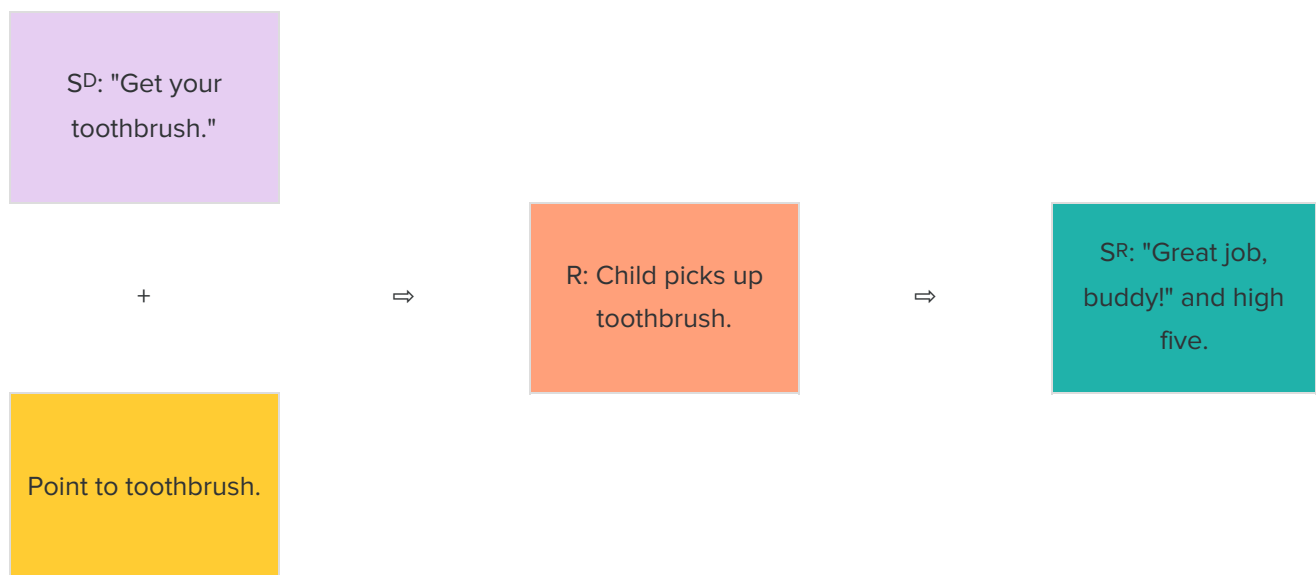 Sᴰ: "Get your
toothbrush."
+
⇨
R: Child picks up
toothbrush.
⇨
Sᴿ: "Great job,
buddy!" and high
five.
Point to toothbrush.